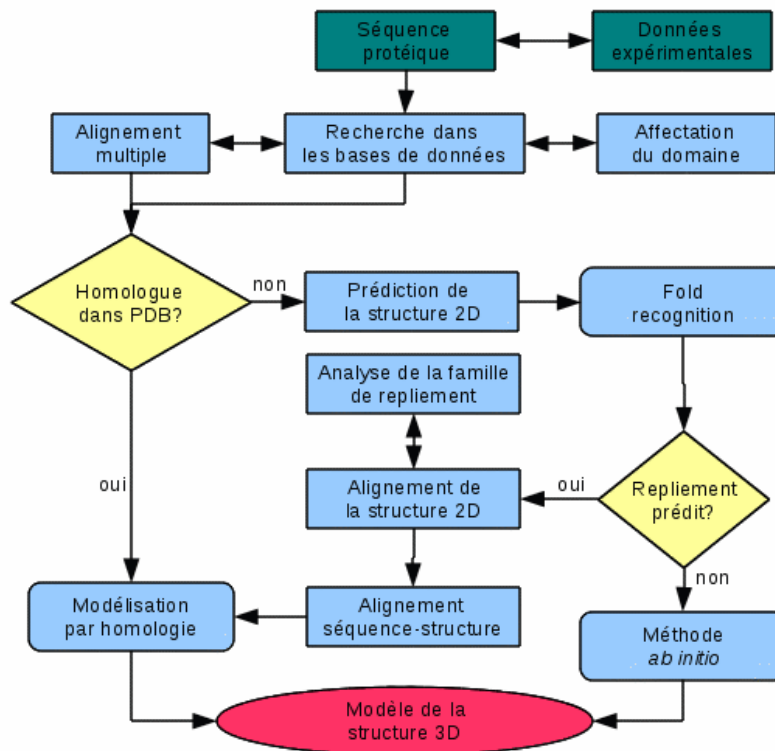 Séquence
protéique
Données
expérimentales
Alignement
multiple
Recherche dans
les bases de données
Affectation
du domaine
Homologue
dans PDB?
non
Prédiction de
la structure 2D
Fold
recognition
Analyse de la famille
de repliement
oui
Alignement de
la structure 2D
oui
Repliement
prédit?
non
Modélisation
par homologie
Alignement
séquence-structure
Méthode
ab initio
Modèle de la
structure 3D